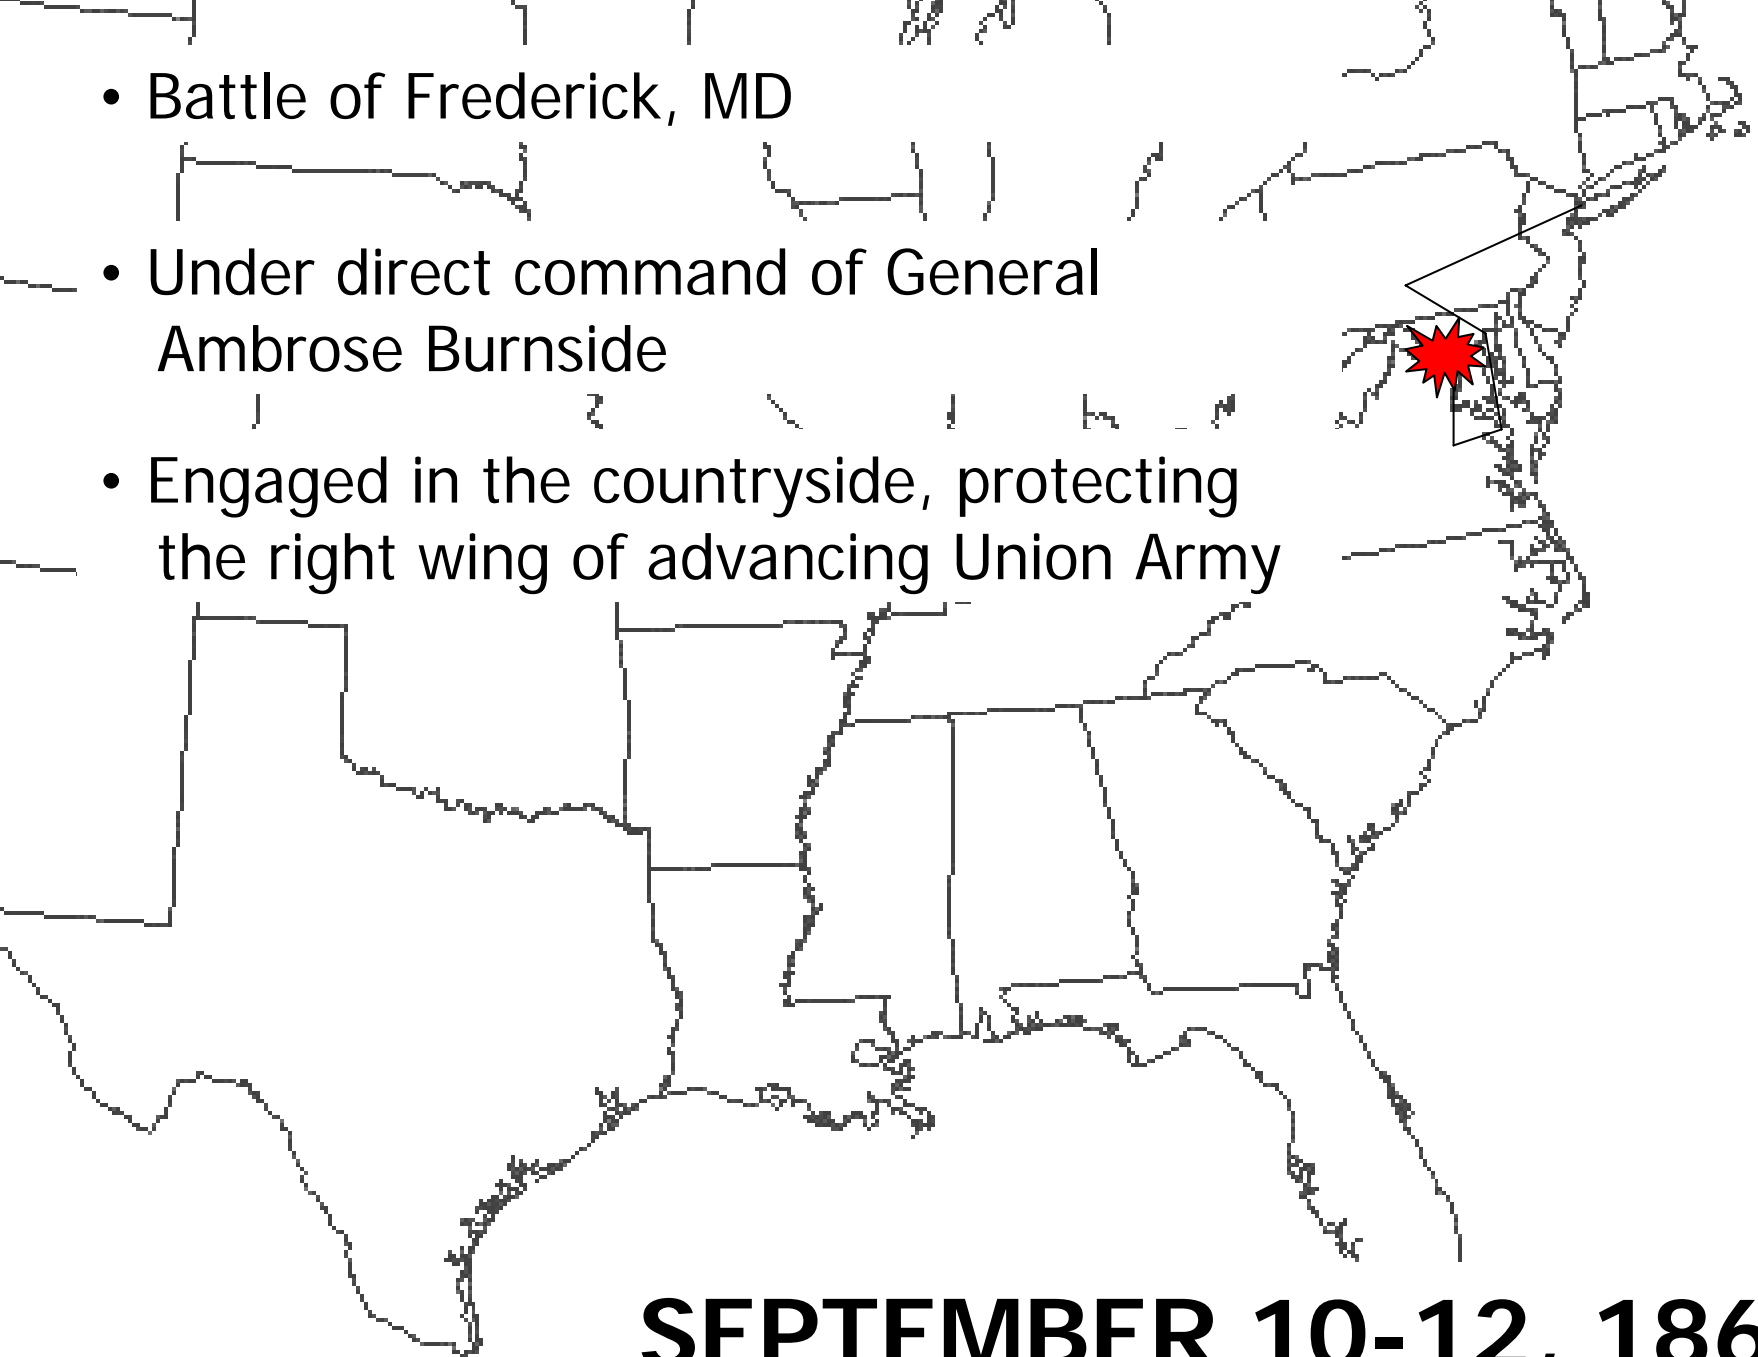 • Battle of Frederick, MD
• Under direct command of General
Ambrose Burnside
• Engaged in the countryside, protecting
the right wing of advancing Union Army
SEPTEMBER 10-12, 186